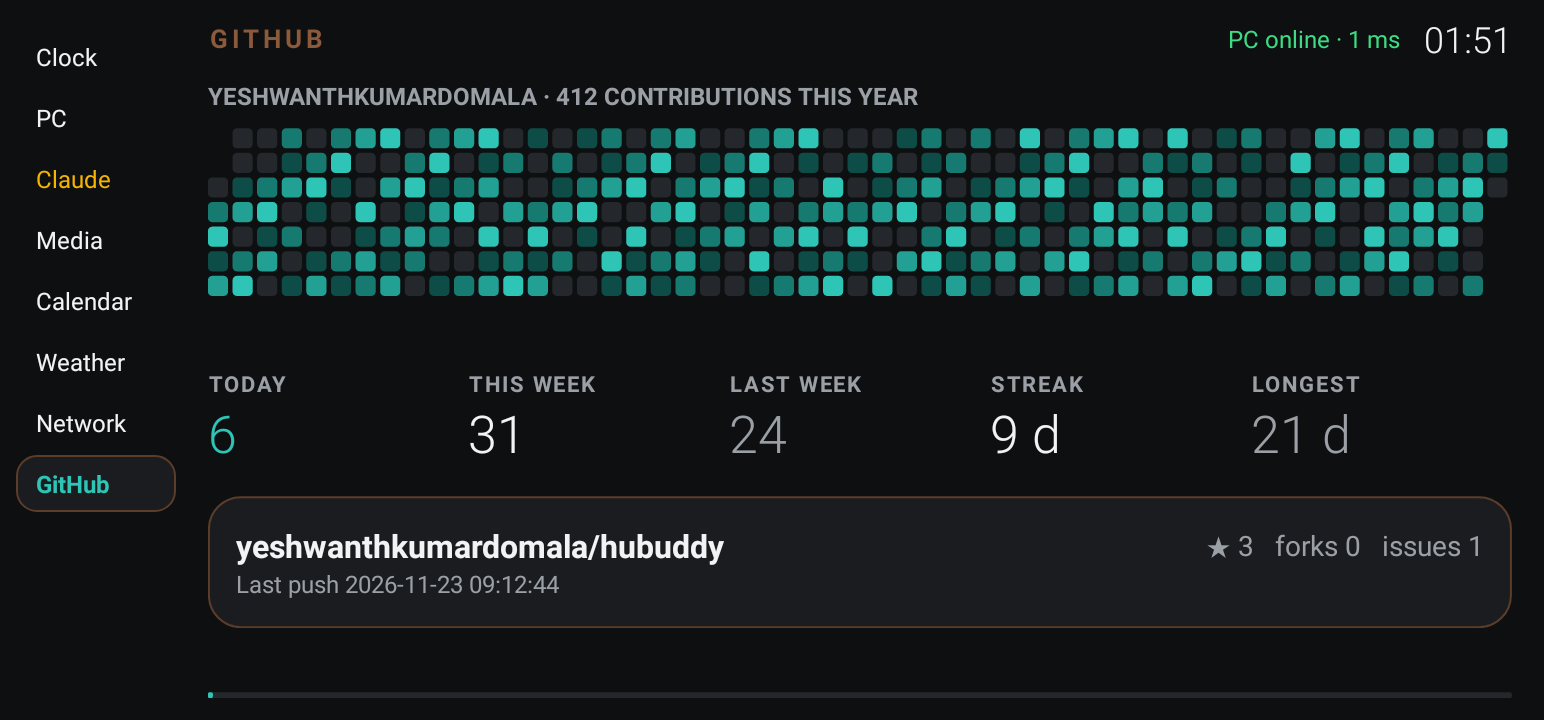 Clock
PC
Claude
Media
Calendar
Weather
Network
GitHub
GITHUB
PC online · 1 ms
01:51
YESHWANTHKUMARDOMALA · 412 CONTRIBUTIONS THIS YEAR
TODAY
6
THIS WEEK
31
LAST WEEK
24
STREAK
9 d
LONGEST
21 d
yeshwanthkumardomala/hubuddy
★ 3 forks 0 issues 1
Last push 2026-11-23 09:12:44